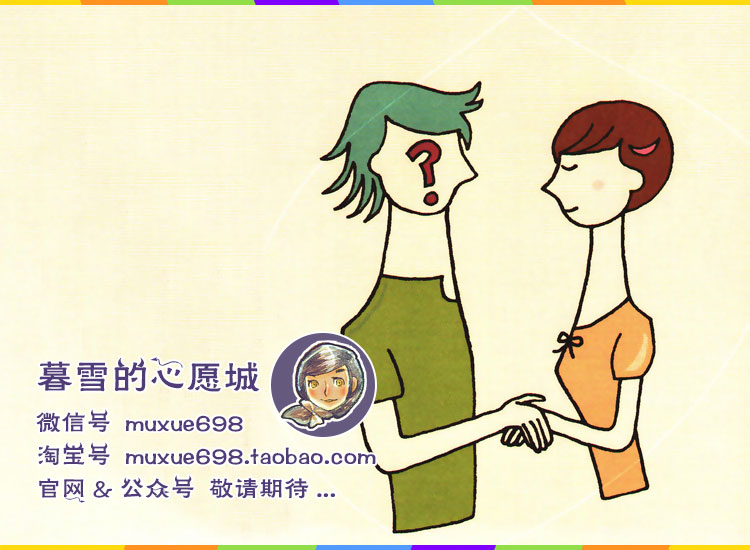 ?
暮雪的心愿城
微信号 muxue698
淘宝号 muxue698.taobao.com
官网 & 公众号 敬请期待 ...